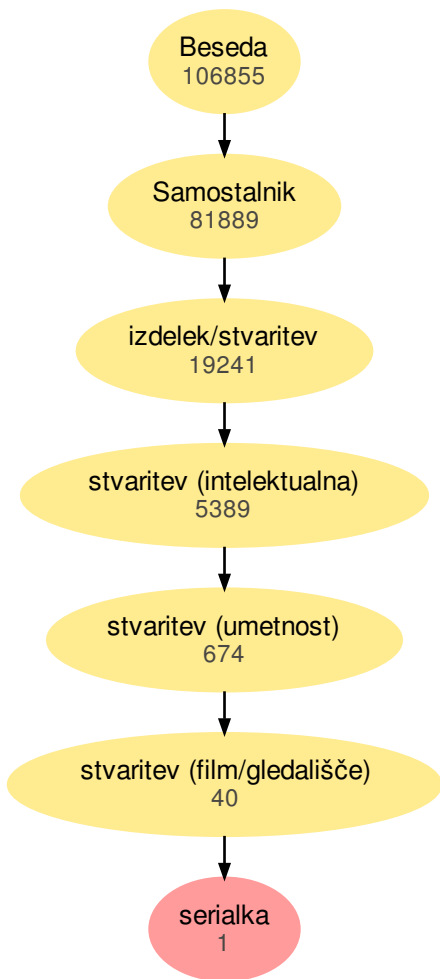 Beseda
106855
Samostalnik
81889
izdelek/stvaritev
19241
stvaritev (intelektualna)
5389
stvaritev (umetnost)
674
stvaritev (film/gledališče)
40
serialka
1